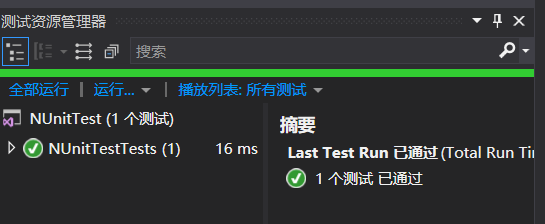 测试资源管理器
搜索
全部运行 | 运行... | 播放列表: 所有测试
NUnitTest (1 个测试)
NUnitTestTests (1) 16 ms
摘要
Last Test Run 已通过 (Total Run Tin
1 个测试 已通过